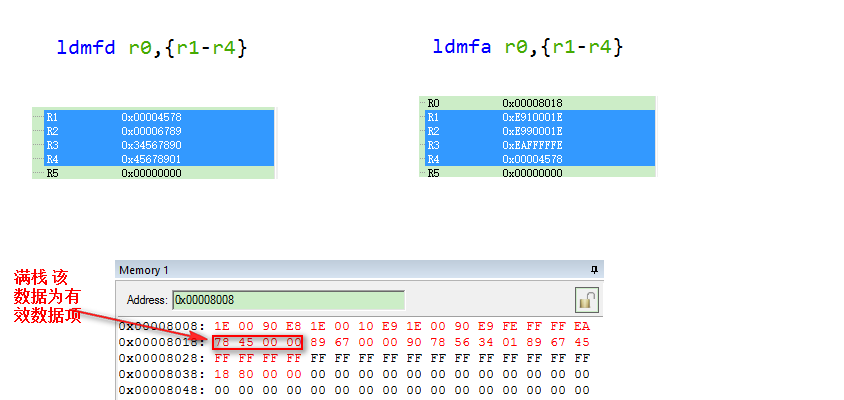 ldmfd r0,{r1-r4}
ldmfa r0,{r1-r4}
R1 0x00004578
R2 0x00006789
R3 0x34567890
R4 0x45678901
R5 0x00000000
R0 0x00008018
R1 0xE910001E
R2 0xE990001E
R3 0xEAFFFFFE
R4 0x00004578
R5 0x00000000
满栈 该
数据为有
效数据项
Memory 1
Address: 0x00008008
0x00008008: 1E 00 90 E8 1E 00 10 E9 1E 00 90 E9 FE FF FF EA
0x00008018: 78 45 00 00 89 67 00 00 90 78 56 34 01 89 67 45
0x00008028: FF FF FF FF FF FF FF FF FF FF FF FF FF FF FF FF
0x00008038: 18 80 00 00 00 00 00 00 00 00 00 00 00 00 00 00
0x00008048: 00 00 00 00 00 00 00 00 00 00 00 00 00 00 00 00